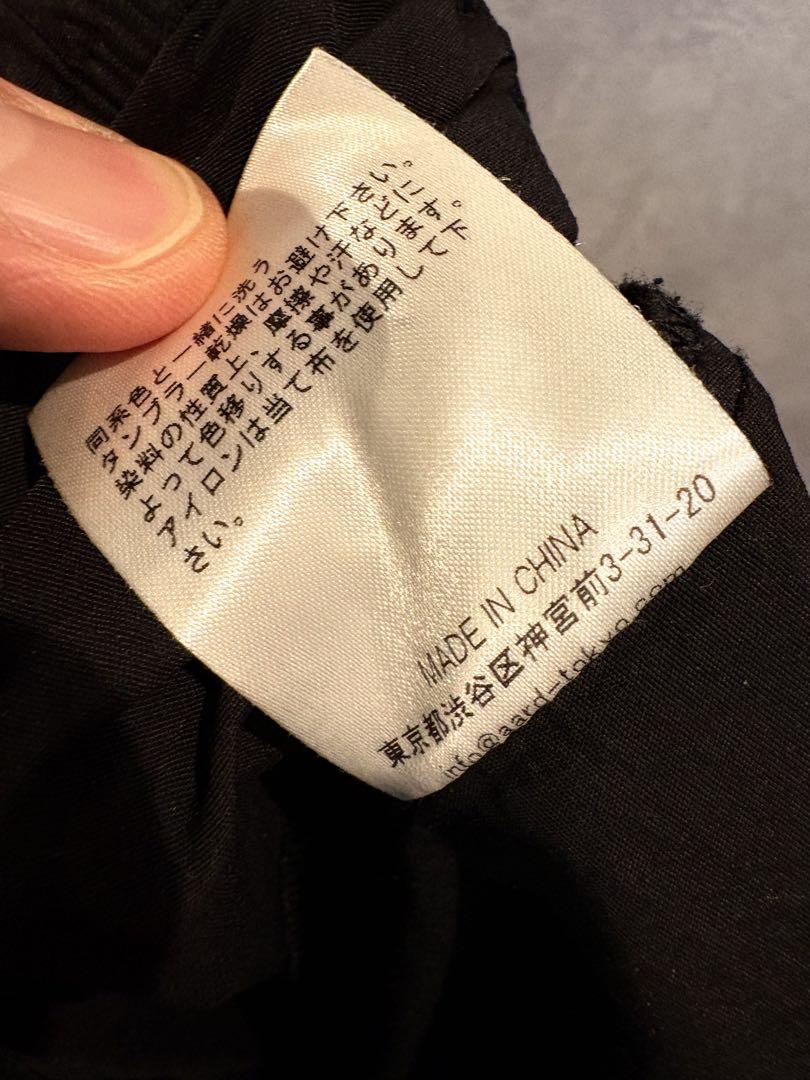 同系色と一緒に洗う
タンブラー乾燥はお避け下さい。
染料の性質上、摩擦や汗などに
よって色移りする事があります。
アイロンは当て布を使用して下
さい。
MADE IN CHINA
東京都渋谷区神宮前3-31-20
info@aard-tokyo.com